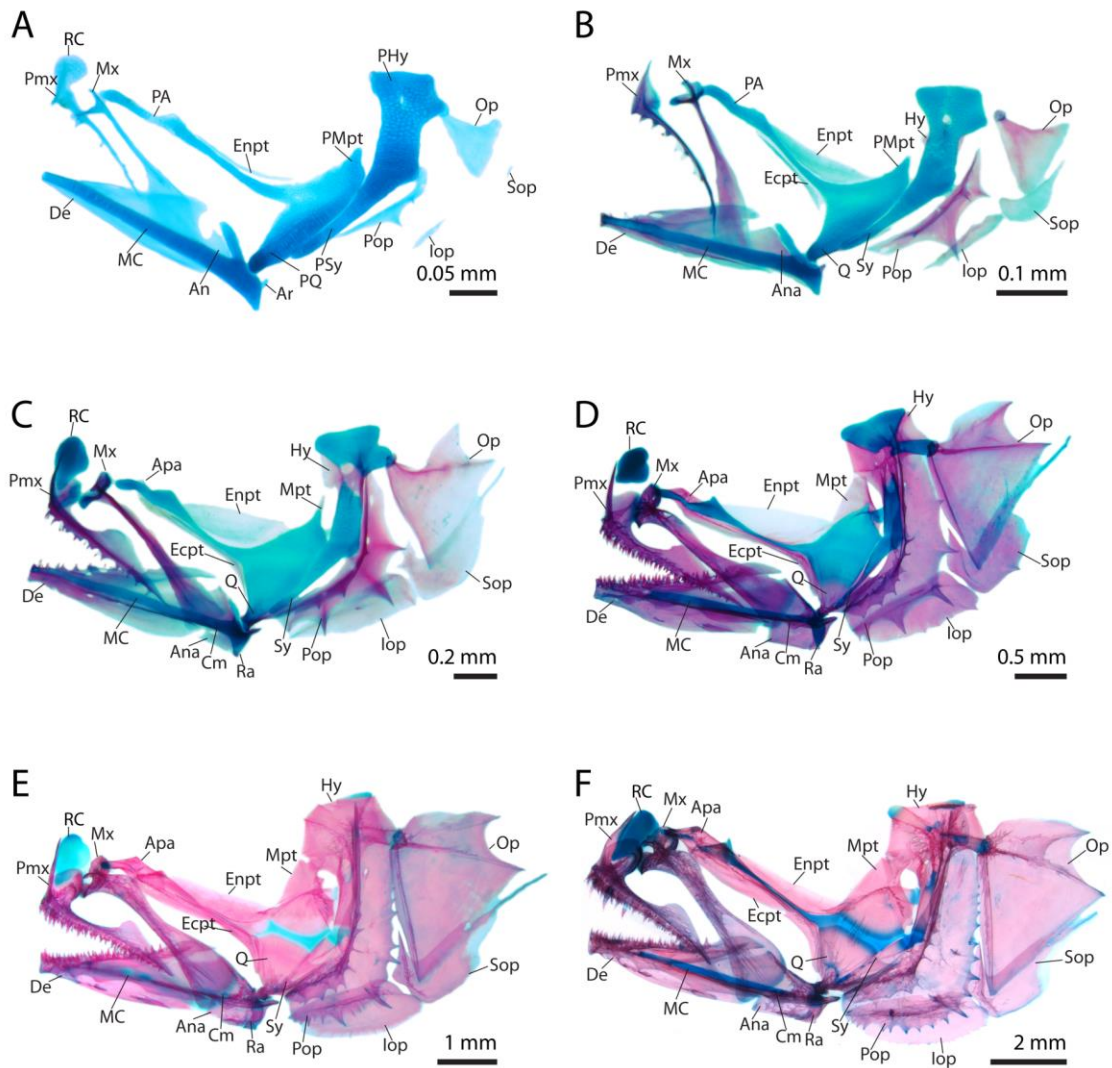 A
RC
Pmx
Mx
PA
Enpt
PMpt
PHy
Op
Sop
De
MC
An
Ar
PQ
PSy
Pop
Iop
0.05 mm
B
Pmx
Mx
PA
Enpt
Ecpt
PMpt
Hy
Op
Sop
De
MC
Ana
Q
Sy
Pop
Iop
0.1 mm
C
RC
Pmx
Mx
Apa
Enpt
Ecpt
Q
Mpt
Hy
Op
Sop
De
MC
Ana
Cm
Ra
Sy
Pop
Iop
0.2 mm
D
RC
Pmx
Mx
Apa
Enpt
Ecpt
Q
Mpt
Hy
Op
Sop
De
MC
Ana
Cm
Ra
Sy
Pop
Iop
0.5 mm
E
RC
Pmx
Mx
Apa
Enpt
Ecpt
Q
Mpt
Hy
Op
Sop
De
MC
Ana
Cm
Ra
Sy
Pop
Iop
1 mm
F
RC
Pmx
Mx
Apa
Enpt
Ecpt
Q
Mpt
Hy
Op
Sop
De
MC
Ana
Cm
Ra
Sy
Pop
Iop
2 mm